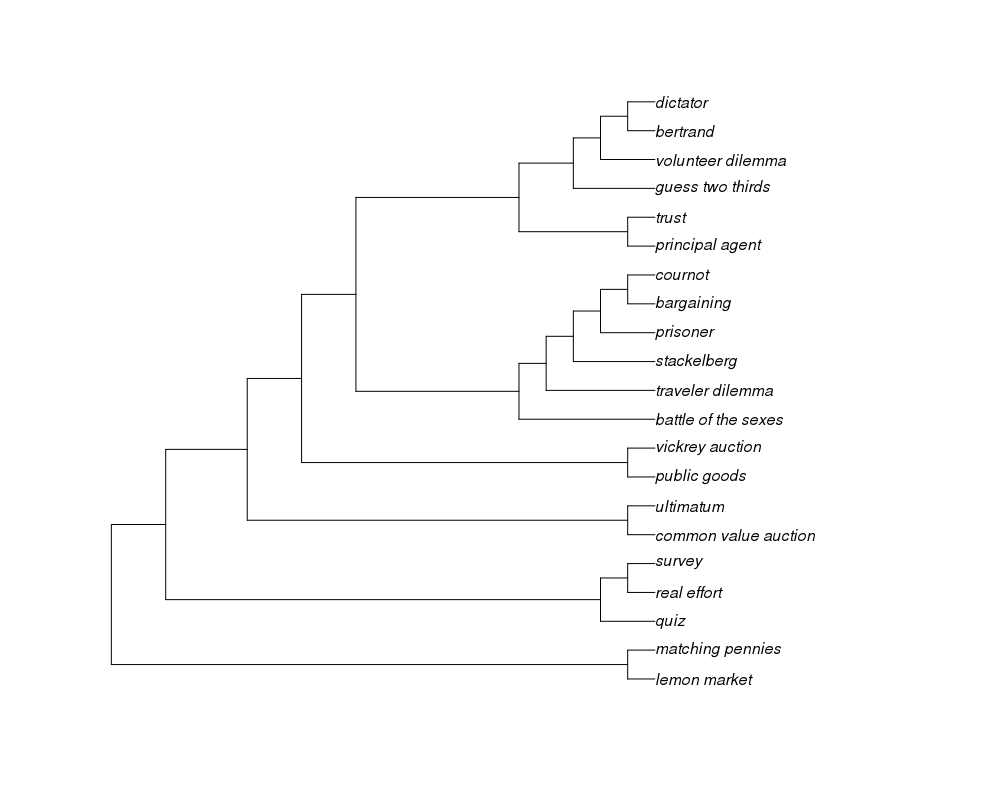 dictator
bertrand
volunteer dilemma
guess two thirds
trust
principal agent
cournot
bargaining
prisoner
stackelberg
traveler dilemma
battle of the sexes
vickrey auction
public goods
ultimatum
common value auction
survey
real effort
quiz
matching pennies
lemon market